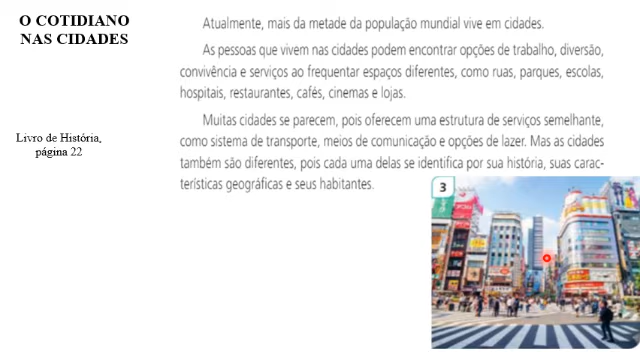 O COTIDIANO
NAS CIDADES
Livro de História,
página 22
Atualmente, mais da metade da população mundial vive em cidades.
As pessoas que vivem nas cidades podem encontrar opções de trabalho, diversão,
convivência e serviços ao frequentar espaços diferentes, como ruas, parques, escolas,
hospitais, restaurantes, cafés, cinemas e lojas.
Muitas cidades se parecem, pois oferecem uma estrutura de serviços semelhante,
como sistema de transporte, meios de comunicação e opções de lazer. Mas as cidades
também são diferentes, pois cada uma delas se identifica por sua história, suas carac-
terísticas geográficas e seus habitantes.
3